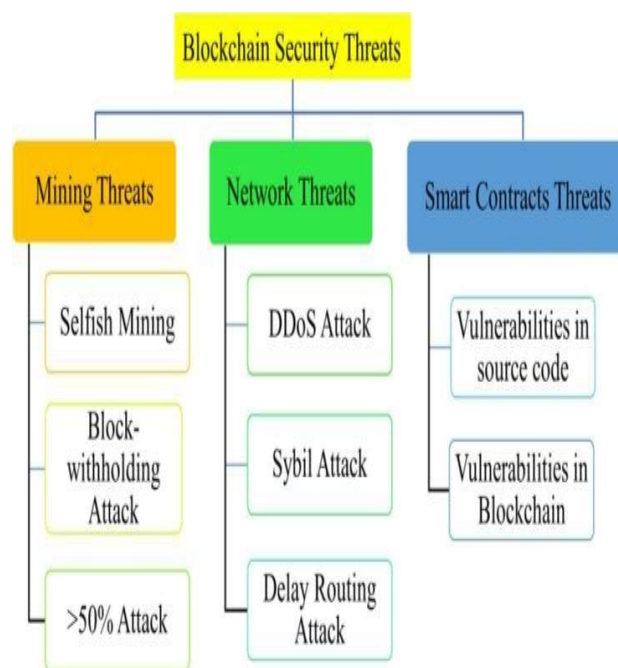 Blockchain Security Threats
Mining Threats
Selfish Mining
Block-
withholding
Attack
>50% Attack
Network Threats
DDoS Attack
Sybil Attack
Delay Routing
Attack
Smart Contracts Threats
Vulnerabilities in
source code
Vulnerabilities in
Blockchain